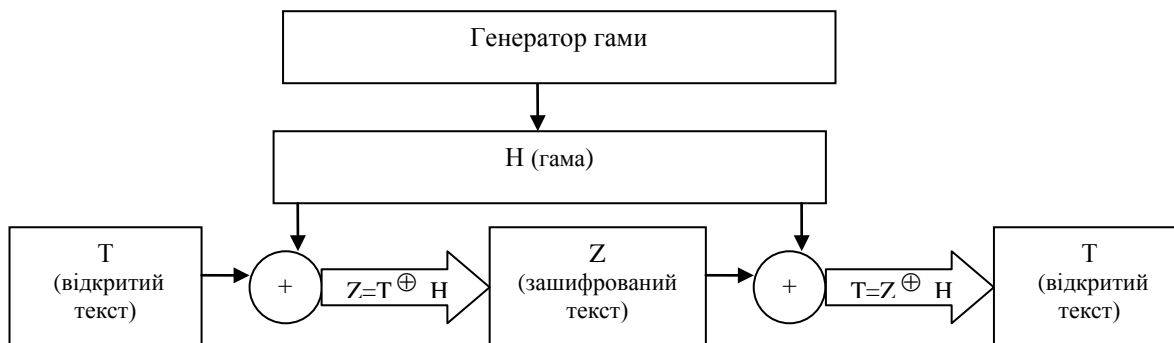 Генератор гами
Н (гама)
Т
(відкритий
текст)
+
Z=T ⊕ H
Z
(зашифрований
текст)
+
T=Z ⊕ H
Т
(відкритий
текст)